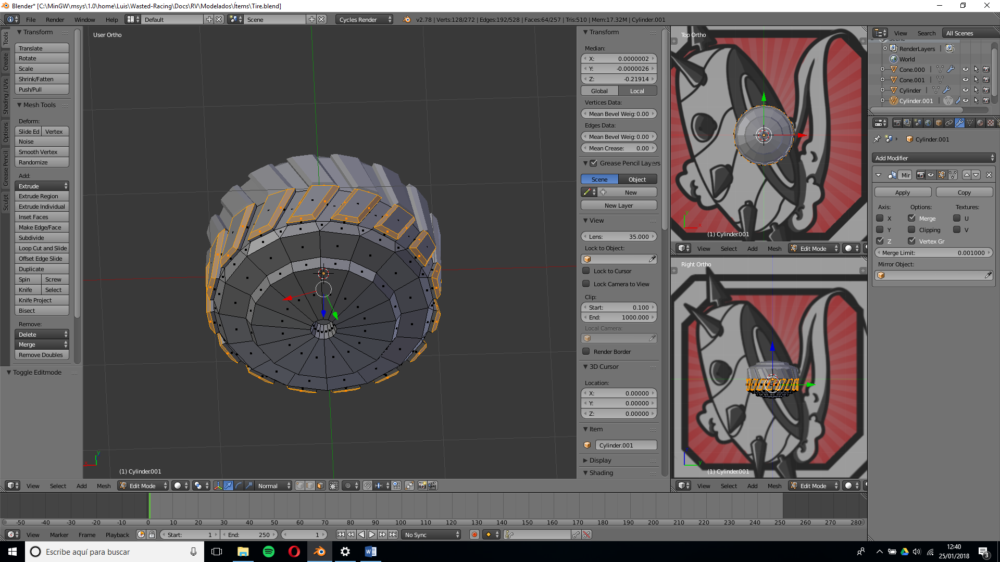 Blender* [C:\MinGW\msys\1.0\home\Luis\Wasted-Racing\Docs\RV\Modelados\Ítems\Tire.blend]
File Render Window Help Default Scene Cycles Render v2.78 | Verts:128/272 | Edges:192/528 | Faces:64/257 | Tris:510 | Mem:17.32M | Cylinder.001
Tools
Create
Shading / UVs
Options
Grease Pencil
Sculpt
Transform
Translate
Rotate
Scale
Shrink/Fatten
Push/Pull
Mesh Tools
Deform:
Slide Ed Vertex
Noise
Smooth Vertex
Randomize
Add:
Extrude
Extrude Region
Extrude Individual
Inset Faces
Make Edge/Face
Subdivide
Loop Cut and Slide
Offset Edge Slide
Duplicate
Spin Screw
Knife Select
Knife Project
Bisect
Remove:
Delete
Merge
Remove Doubles
Toggle Editmode
User Ortho
y
x
(1) Cylinder.001
View Select Add Mesh Edit Mode Normal
Transform
Median:
X: 0.0000002
Y: -0.0000026
Z: -0.21914
Global Local
Vertices Data:
Mean Bevel Weig: 0.00
Edges Data:
Mean Bevel Weig: 0.00
Mean Crease: 0.00
Grease Pencil Layers
Scene Object
New
New Layer
View
Lens: 35.000
Lock to Object:
Lock to Cursor
Lock Camera to View
Clip:
Start: 0.100
End: 1000.000
Local Camera:
Render Border
3D Cursor
Location:
X: 0.00000
Y: 0.00000
Z: 0.00000
Item
Cylinder.001
Display
Shading
Top Ortho
y
(1) Cylinder.001
View Select Add Mesh Edit Mode
Right Ortho
y
(1) Cylinder.001
View Select Add Mesh Edit Mode
View Search All Scenes
Scene
RenderLayers |
World
Cone.000
Cone.001
Cylinder
Cylinder.001
Cylinder.001
Add Modifier
Mir
Apply Copy
Axis: Options: Textures:
X Merge U
Y Clipping V
Z Vertex Gr
Merge Limit: 0.001000
Mirror Object:
-50 -40 -30 -20 -10 0 10 20 30 40 50 60 70 80 90 100 110 120 130 140 150 160 170 180 190 200 210 220 230 240 250 260 270 280
View Marker Frame Playback Start: 1 End: 250 1 No Sync
Escribe aquí para buscar
12:40
25/01/2018
3